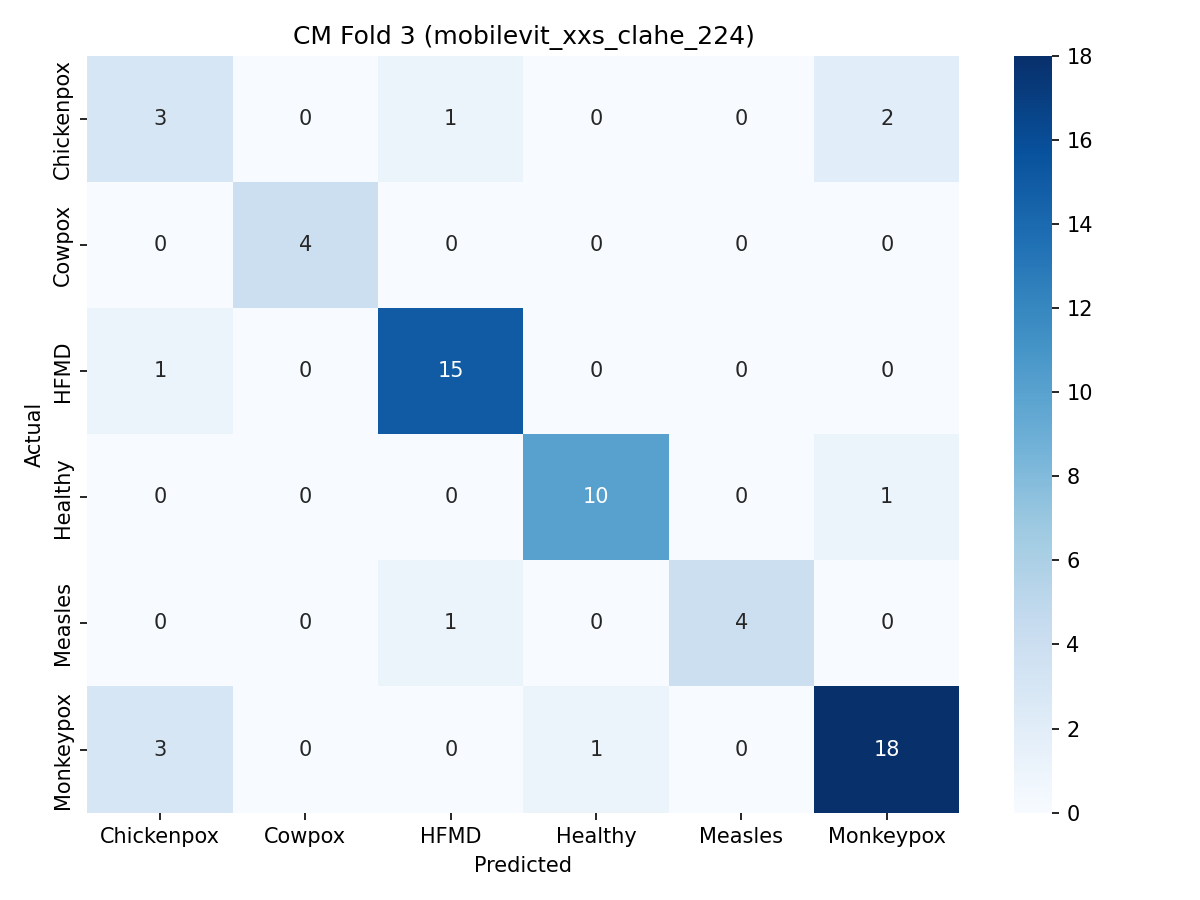 CM Fold 3 (mobilevit_xxs_clahe_224)
Actual
Chickenpox 3 0 1 0 0 2
Cowpox 0 4 0 0 0 0
HFMD 1 0 15 0 0 0
Healthy 0 0 0 10 0 1
Measles 0 0 1 0 4 0
Monkeypox 3 0 0 1 0 18
Chickenpox Cowpox HFMD Healthy Measles Monkeypox
Predicted
18
16
14
12
10
8
6
4
2
0